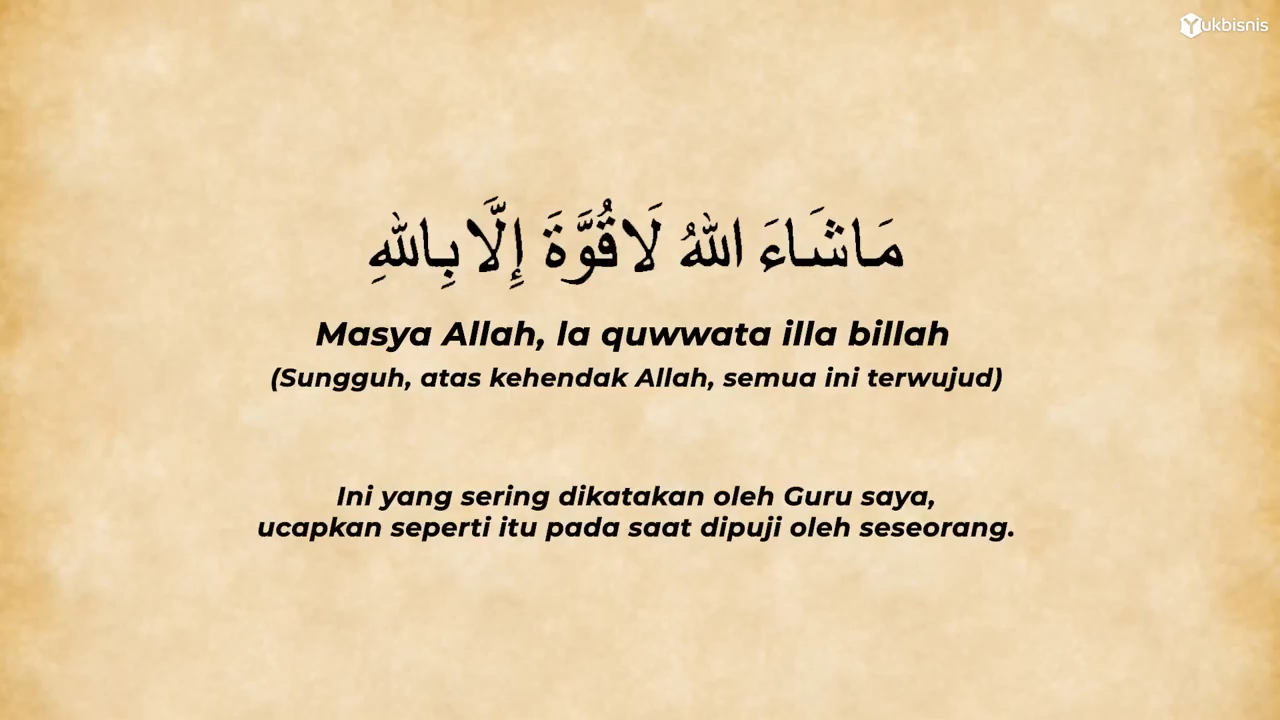 Yukbisnis
مَاشَاءَ اللهُ لَاقُوَّةَ إِلَّا بِاللهِ
Masya Allah, la quwwata illa billah
(Sungguh, atas kehendak Allah, semua ini terwujud)
Ini yang sering dikatakan oleh Guru saya,
ucapkan seperti itu pada saat dipuji oleh seseorang.